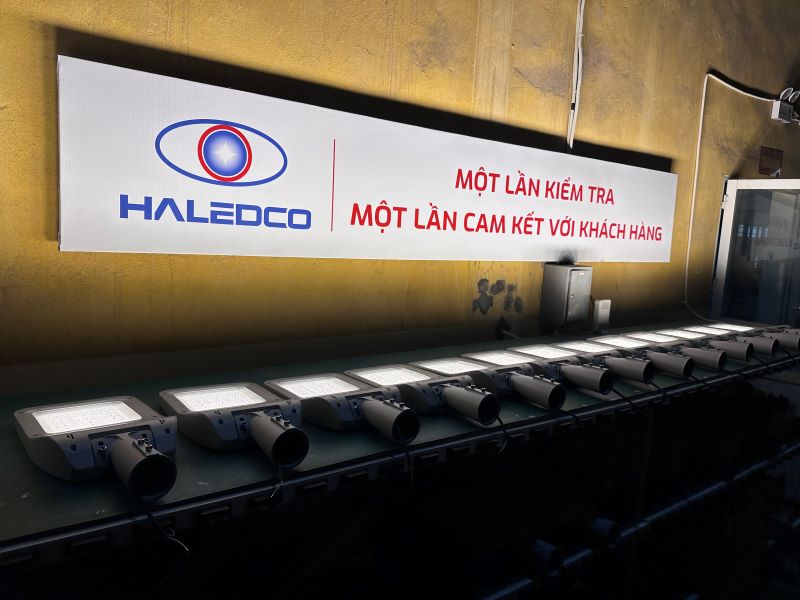 HALEDCO
MỘT LẦN KIỂM TRA
MỘT LẦN CAM KẾT VỚI KHÁCH HÀNG